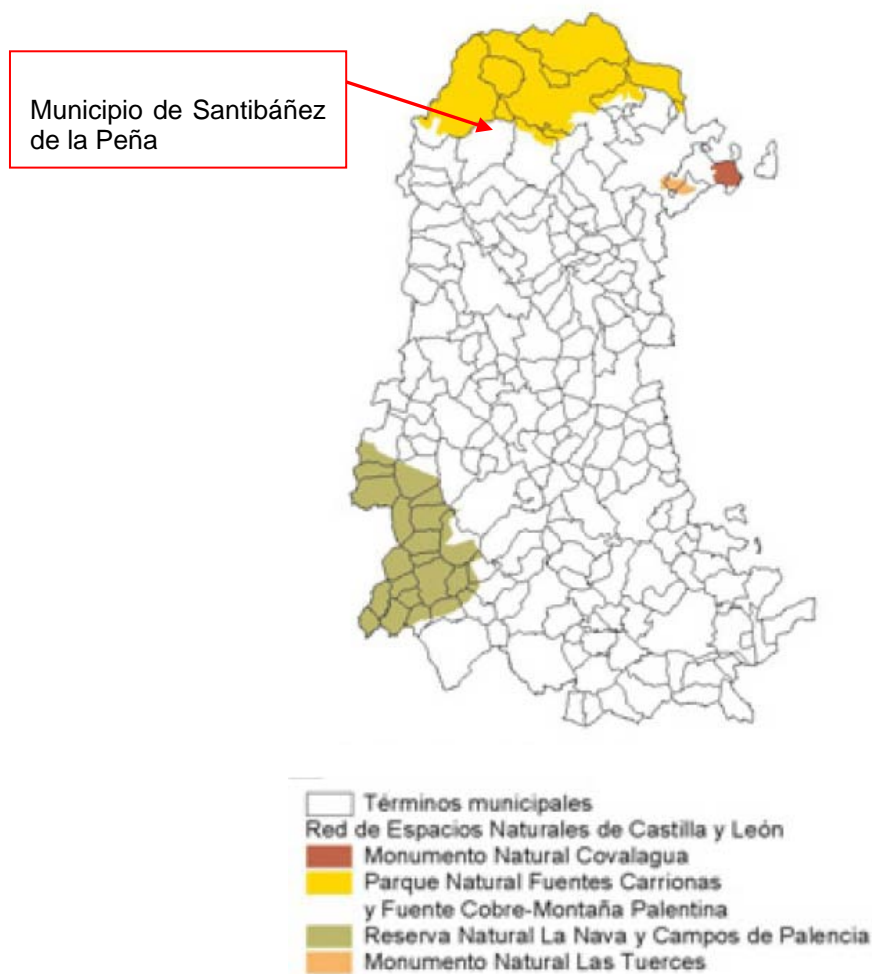 Municipio de Santibáñez
de la Peña
Términos municipales
Red de Espacios Naturales de Castilla y León
Monumento Natural Covalagua
Parque Natural Fuentes Carrionas
y Fuente Cobre-Montaña Palentina
Reserva Natural La Nava y Campos de Palencia
Monumento Natural Las Tuerces